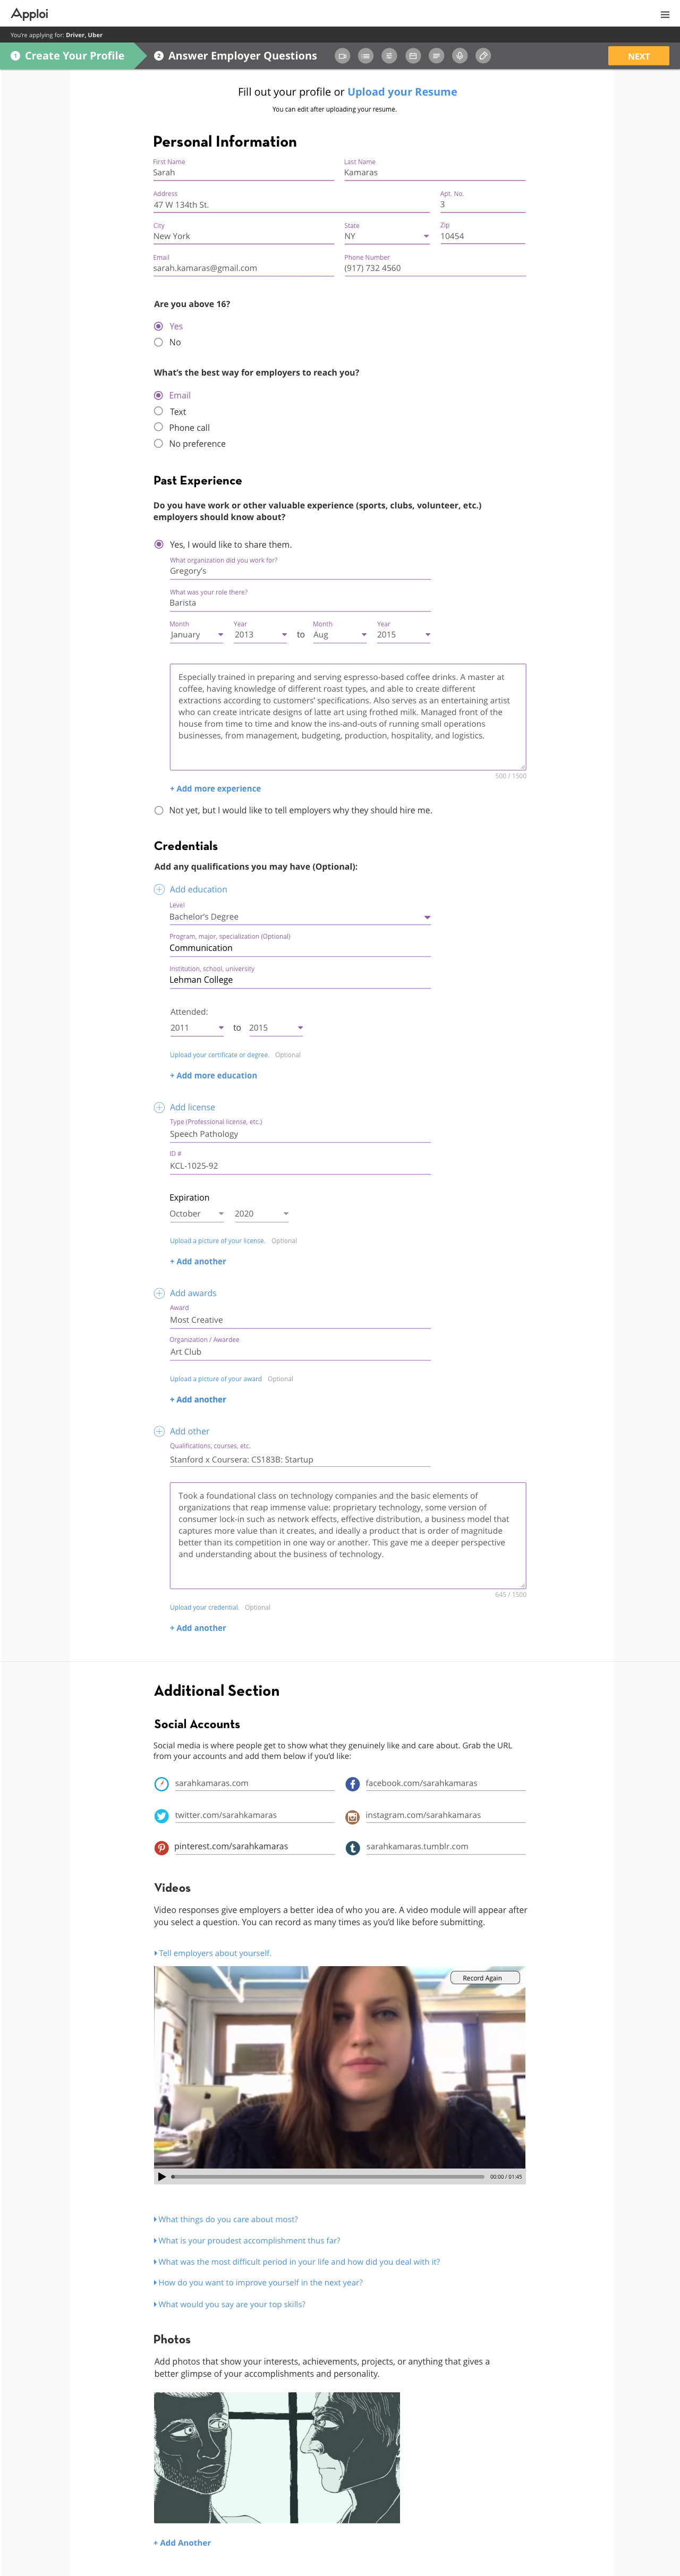 Apploi
You're applying for: Driver, Uber
1 Create Your Profile
2 Answer Employer Questions
NEXT
Fill out your profile or Upload your Resume
You can edit after uploading your resume.
Personal Information
First Name
Last Name
Sarah
Kamaras
Address
Apt. No.
47 W 134th St.
3
City
State
Zip
New York
NY
10454
Email
Phone Number
sarah.kamaras@gmail.com
(917) 732 4560
Are you above 16?
Yes
No
What's the best way for employers to reach you?
Email
Text
Phone call
No preference
Past Experience
Do you have work or other valuable experience (sports, clubs, volunteer, etc.)
employers should know about?
Yes, I would like to share them.
What organization did you work for?
Gregory's
What was your role there?
Barista
Month
Year
Month
Year
January
2013
to
Aug
2015
Especially trained in preparing and serving espresso-based coffee drinks. A master at
coffee, having knowledge of different roast types, and able to create different
extractions according to customers' specifications. Also serves as an entertaining artist
who can create intricate designs of latte art using frothed milk. Managed front of the
house from time to time and know the ins-and-outs of running small operations
businesses, from management, budgeting, production, hospitality, and logistics.
500 / 1500
+ Add more experience
Not yet, but I would like to tell employers why they should hire me.
Credentials
Add any qualifications you may have (Optional):
Add education
Level
Bachelor's Degree
Program, major, specialization (Optional)
Communication
Institution, school, university
Lehman College
Attended:
2011
to
2015
Upload your certificate or degree. Optional
+ Add more education
Add license
Type (Professional license, etc.)
Speech Pathology
ID #
KCL-1025-92
Expiration
October
2020
Upload a picture of your license. Optional
+ Add another
Add awards
Award
Most Creative
Organization / Awardee
Art Club
Upload a picture of your award Optional
+ Add another
Add other
Qualifications, courses, etc.
Stanford x Coursera: CS183B: Startup
Took a foundational class on technology companies and the basic elements of
organizations that reap immense value: proprietary technology, some version of
consumer lock-in such as network effects, effective distribution, a business model that
captures more value than it creates, and ideally a product that is order of magnitude
better than its competition in one way or another. This gave me a deeper perspective
and understanding about the business of technology.
645 / 1500
Upload your credential. Optional
+ Add another
Additional Section
Social Accounts
Social media is where people get to show what they genuinely like and care about. Grab the URL
from your accounts and add them below if you'd like:
sarahkamaras.com
facebook.com/sarahkamaras
twitter.com/sarahkamaras
instagram.com/sarahkamaras
pinterest.com/sarahkamaras
sarahkamaras.tumblr.com
Videos
Video responses give employers a better idea of who you are. A video module will appear after
you select a question. You can record as many times as you'd like before submitting.
Tell employers about yourself.
Record Again
00:00 / 01:45
What things do you care about most?
What is your proudest accomplishment thus far?
What was the most difficult period in your life and how did you deal with it?
How do you want to improve yourself in the next year?
What would you say are your top skills?
Photos
Add photos that show your interests, achievements, projects, or anything that gives a
better glimpse of your accomplishments and personality.
+ Add Another